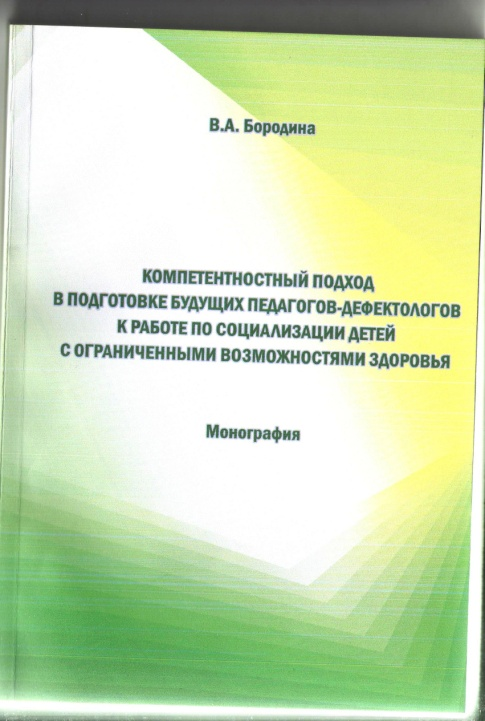 В.А. Бородина
КОМПЕТЕНТНОСТНЫЙ ПОДХОД
В ПОДГОТОВКЕ БУДУЩИХ ПЕДАГОГОВ-ДЕФЕКТОЛОГОВ
К РАБОТЕ ПО СОЦИАЛИЗАЦИИ ДЕТЕЙ
С ОГРАНИЧЕННЫМИ ВОЗМОЖНОСТЯМИ ЗДОРОВЬЯ
Монография